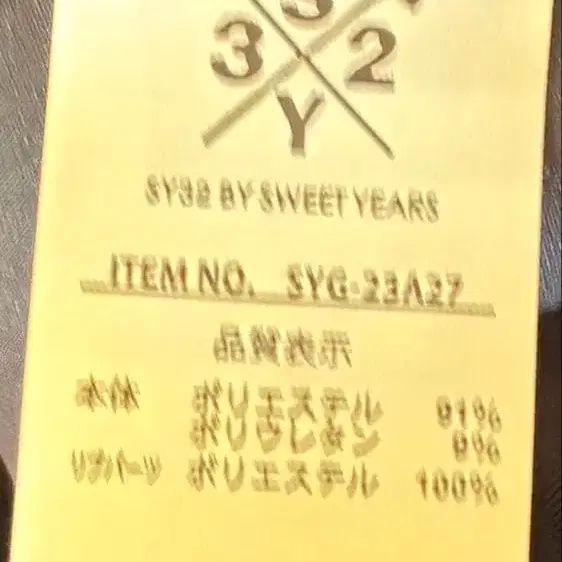 S
3 2
Y
SY32 BY SWEET YEARS
ITEM NO. SYG-23A27
品質表示
本体 ポリエステル 91%
ポリウレタン 9%
リブパーツ ポリエステル 100%